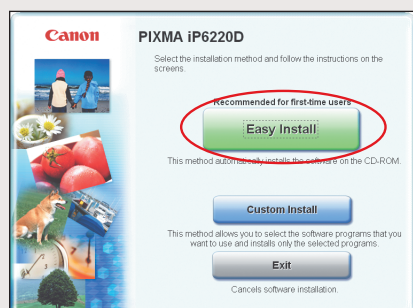 Canon
PIXMA iP6220D
Select the installation method and follow the instructions on the
screens.
Recommended for first-time users
Easy Install
This method automatically installs the software on the CD-ROM.
Custom Install
This method allows you to select the software programs that you
want to use and installs only the selected programs.
Exit
Cancels software installation.